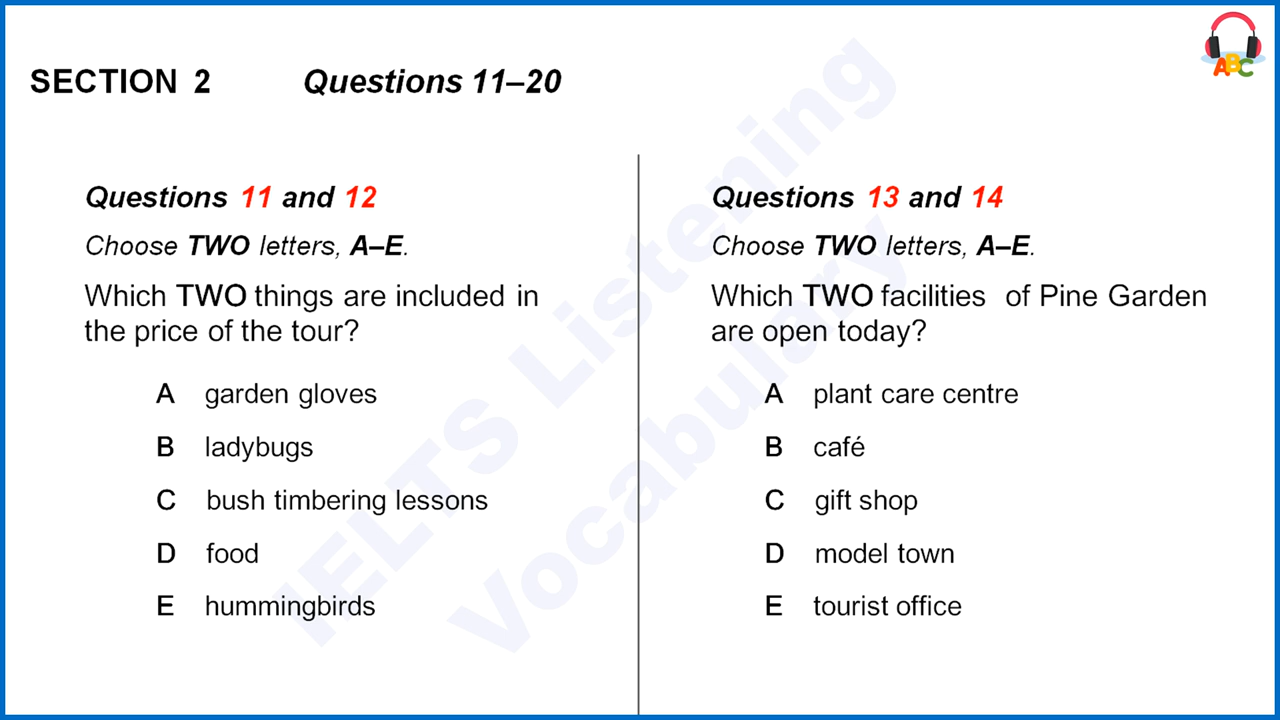 SECTION 2 Questions 11–20
Questions 11 and 12
Choose TWO letters, A–E.
Which TWO things are included in
the price of the tour?
A garden gloves
B ladybugs
C bush timbering lessons
D food
E hummingbirds
Questions 13 and 14
Choose TWO letters, A–E.
Which TWO facilities of Pine Garden
are open today?
A plant care centre
B café
C gift shop
D model town
E tourist office
IELTS Listening
Vocabulary
ABC